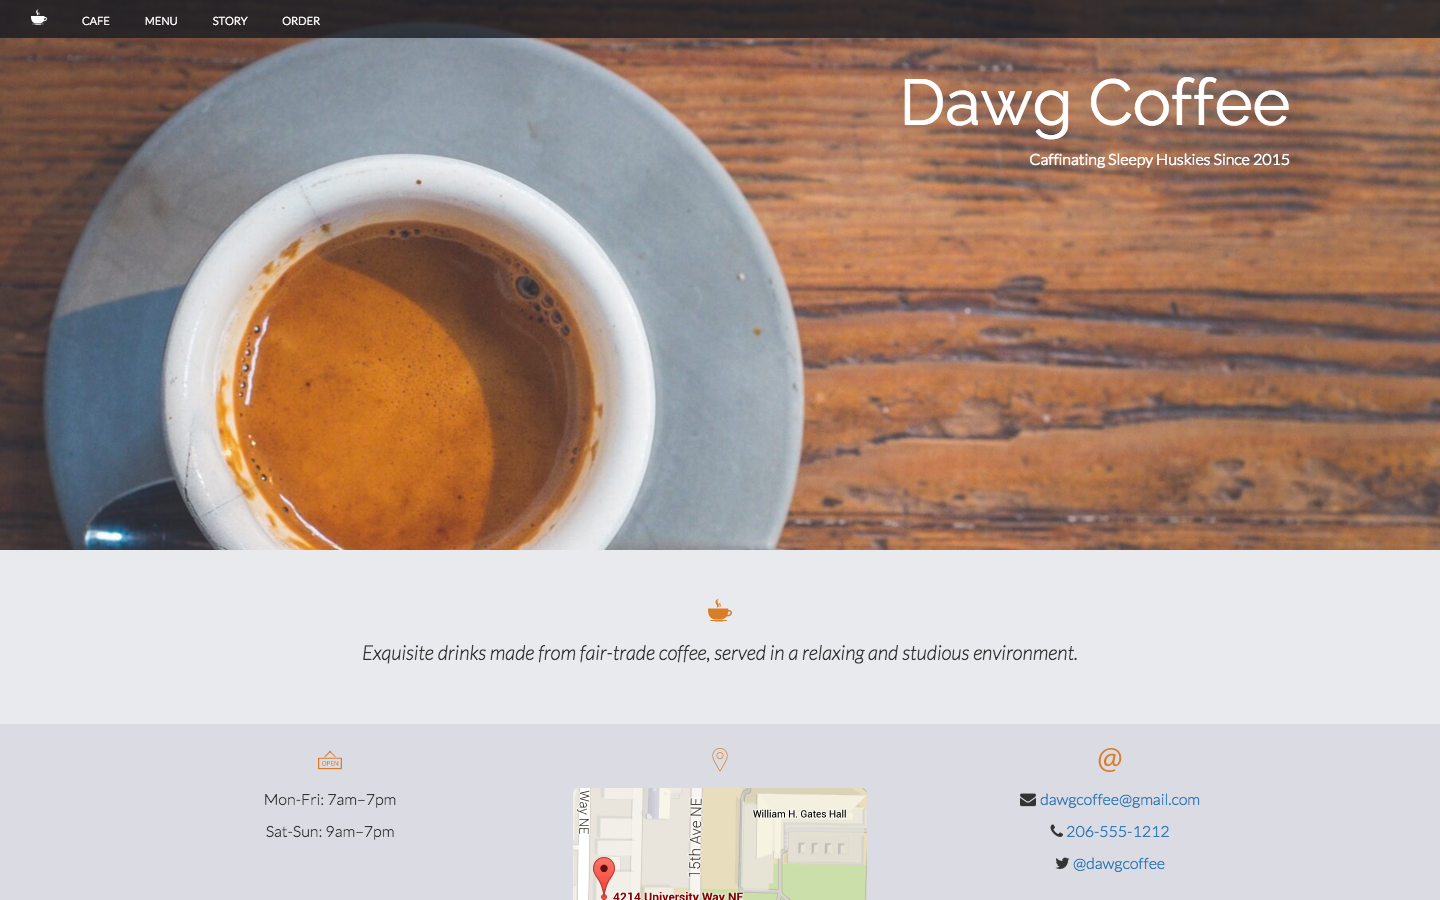 CAFE MENU STORY ORDER
Dawg Coffee
Caffinating Sleepy Huskies Since 2015
Exquisite drinks made from fair-trade coffee, served in a relaxing and studious environment.
OPEN
Mon-Fri: 7am–7pm
Sat-Sun: 9am–7pm
Way NE
15th Ave NE
William H. Gates Hall
4214 University Way NE
@
dawgcoffee@gmail.com
206-555-1212
@dawgcoffee